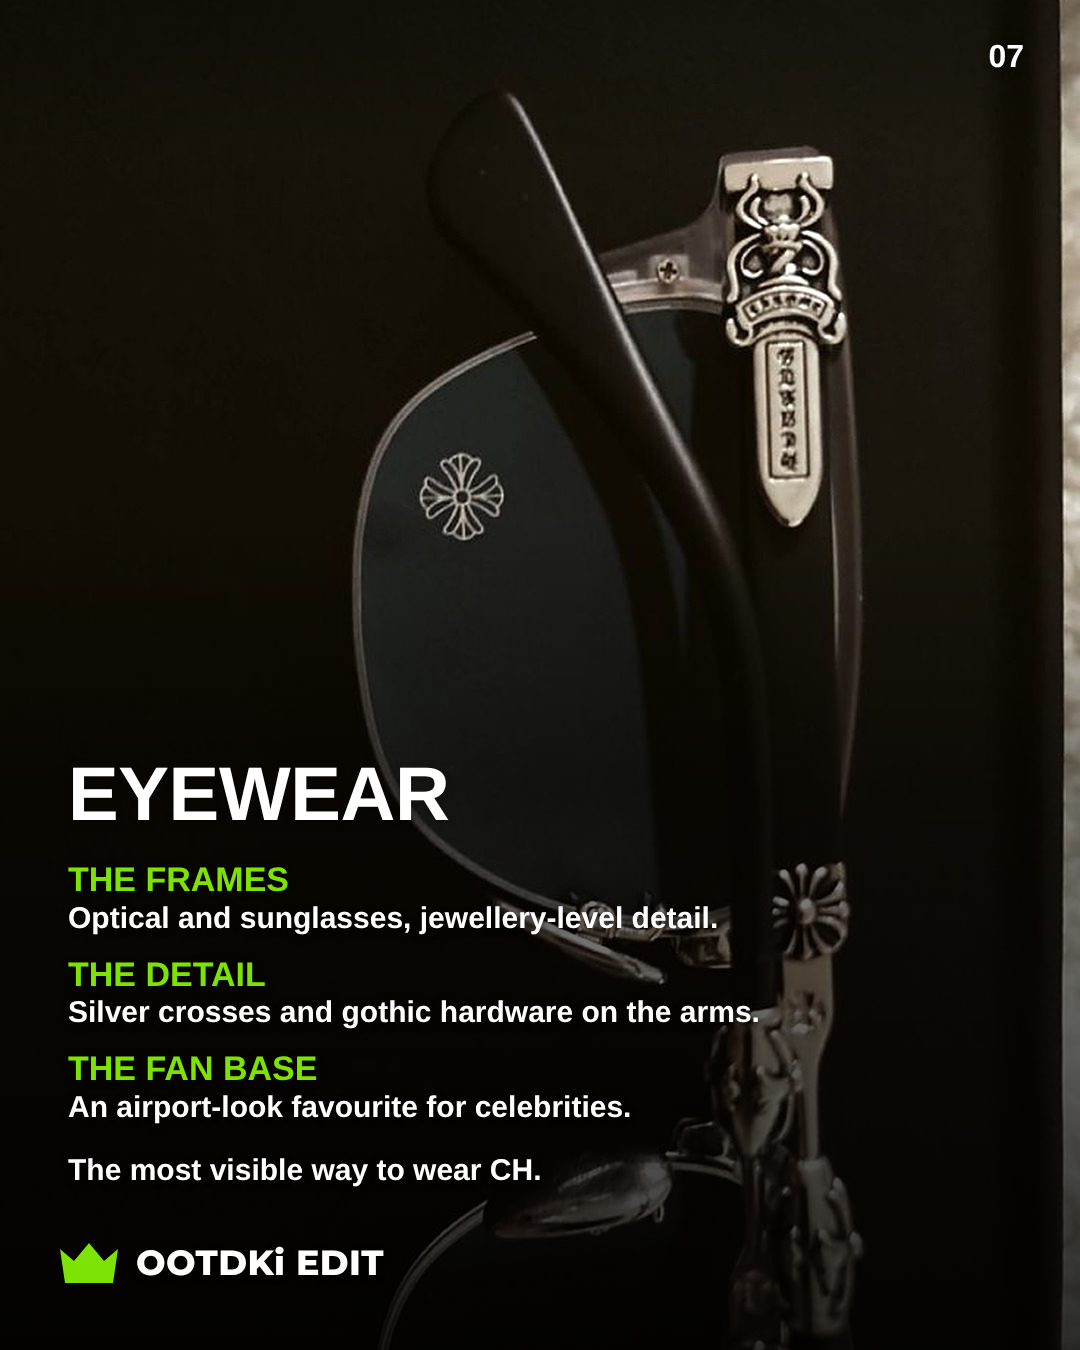 07
EYEWEAR
THE FRAMES
Optical and sunglasses, jewellery-level detail.
THE DETAIL
Silver crosses and gothic hardware on the arms.
THE FAN BASE
An airport-look favourite for celebrities.
The most visible way to wear CH.
OOTDKi EDIT